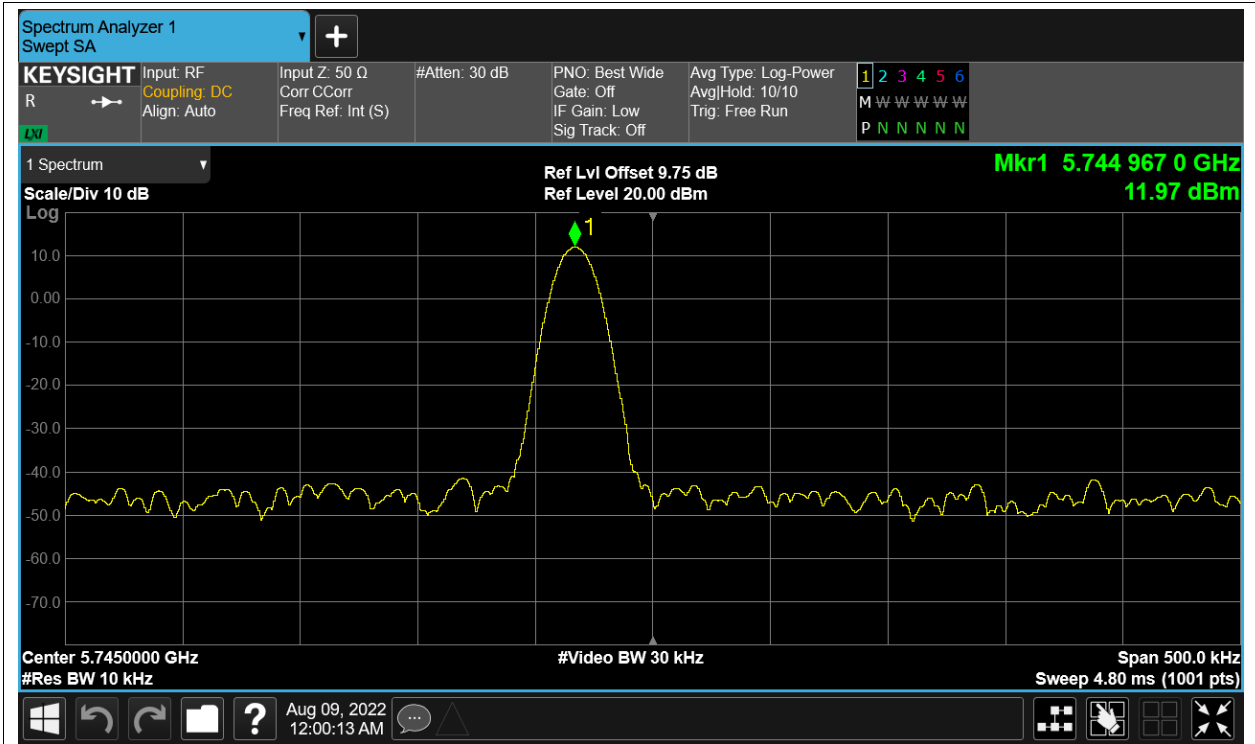 Spectrum Analyzer 1
Swept SA
+
KEYSIGHT
R
LXI
Input: RF
Coupling: DC
Align: Auto
Input Z: 50 Ω
Corr CCorr
Freq Ref: Int (S)
#Atten: 30 dB
PNO: Best Wide
Gate: Off
IF Gain: Low
Sig Track: Off
Avg Type: Log-Power
Avg|Hold: 10/10
Trig: Free Run
1 2 3 4 5 6
M W W W W W
P N N N N N
1 Spectrum
Scale/Div 10 dB
Ref Lvl Offset 9.75 dB
Ref Level 20.00 dBm
Mkr1 5.744 967 0 GHz
11.97 dBm
Log
1
10.0
0.00
-10.0
-20.0
-30.0
-40.0
-50.0
-60.0
-70.0
Center 5.7450000 GHz
#Res BW 10 kHz
#Video BW 30 kHz
Span 500.0 kHz
Sweep 4.80 ms (1001 pts)
?
Aug 09, 2022
12:00:13 AM